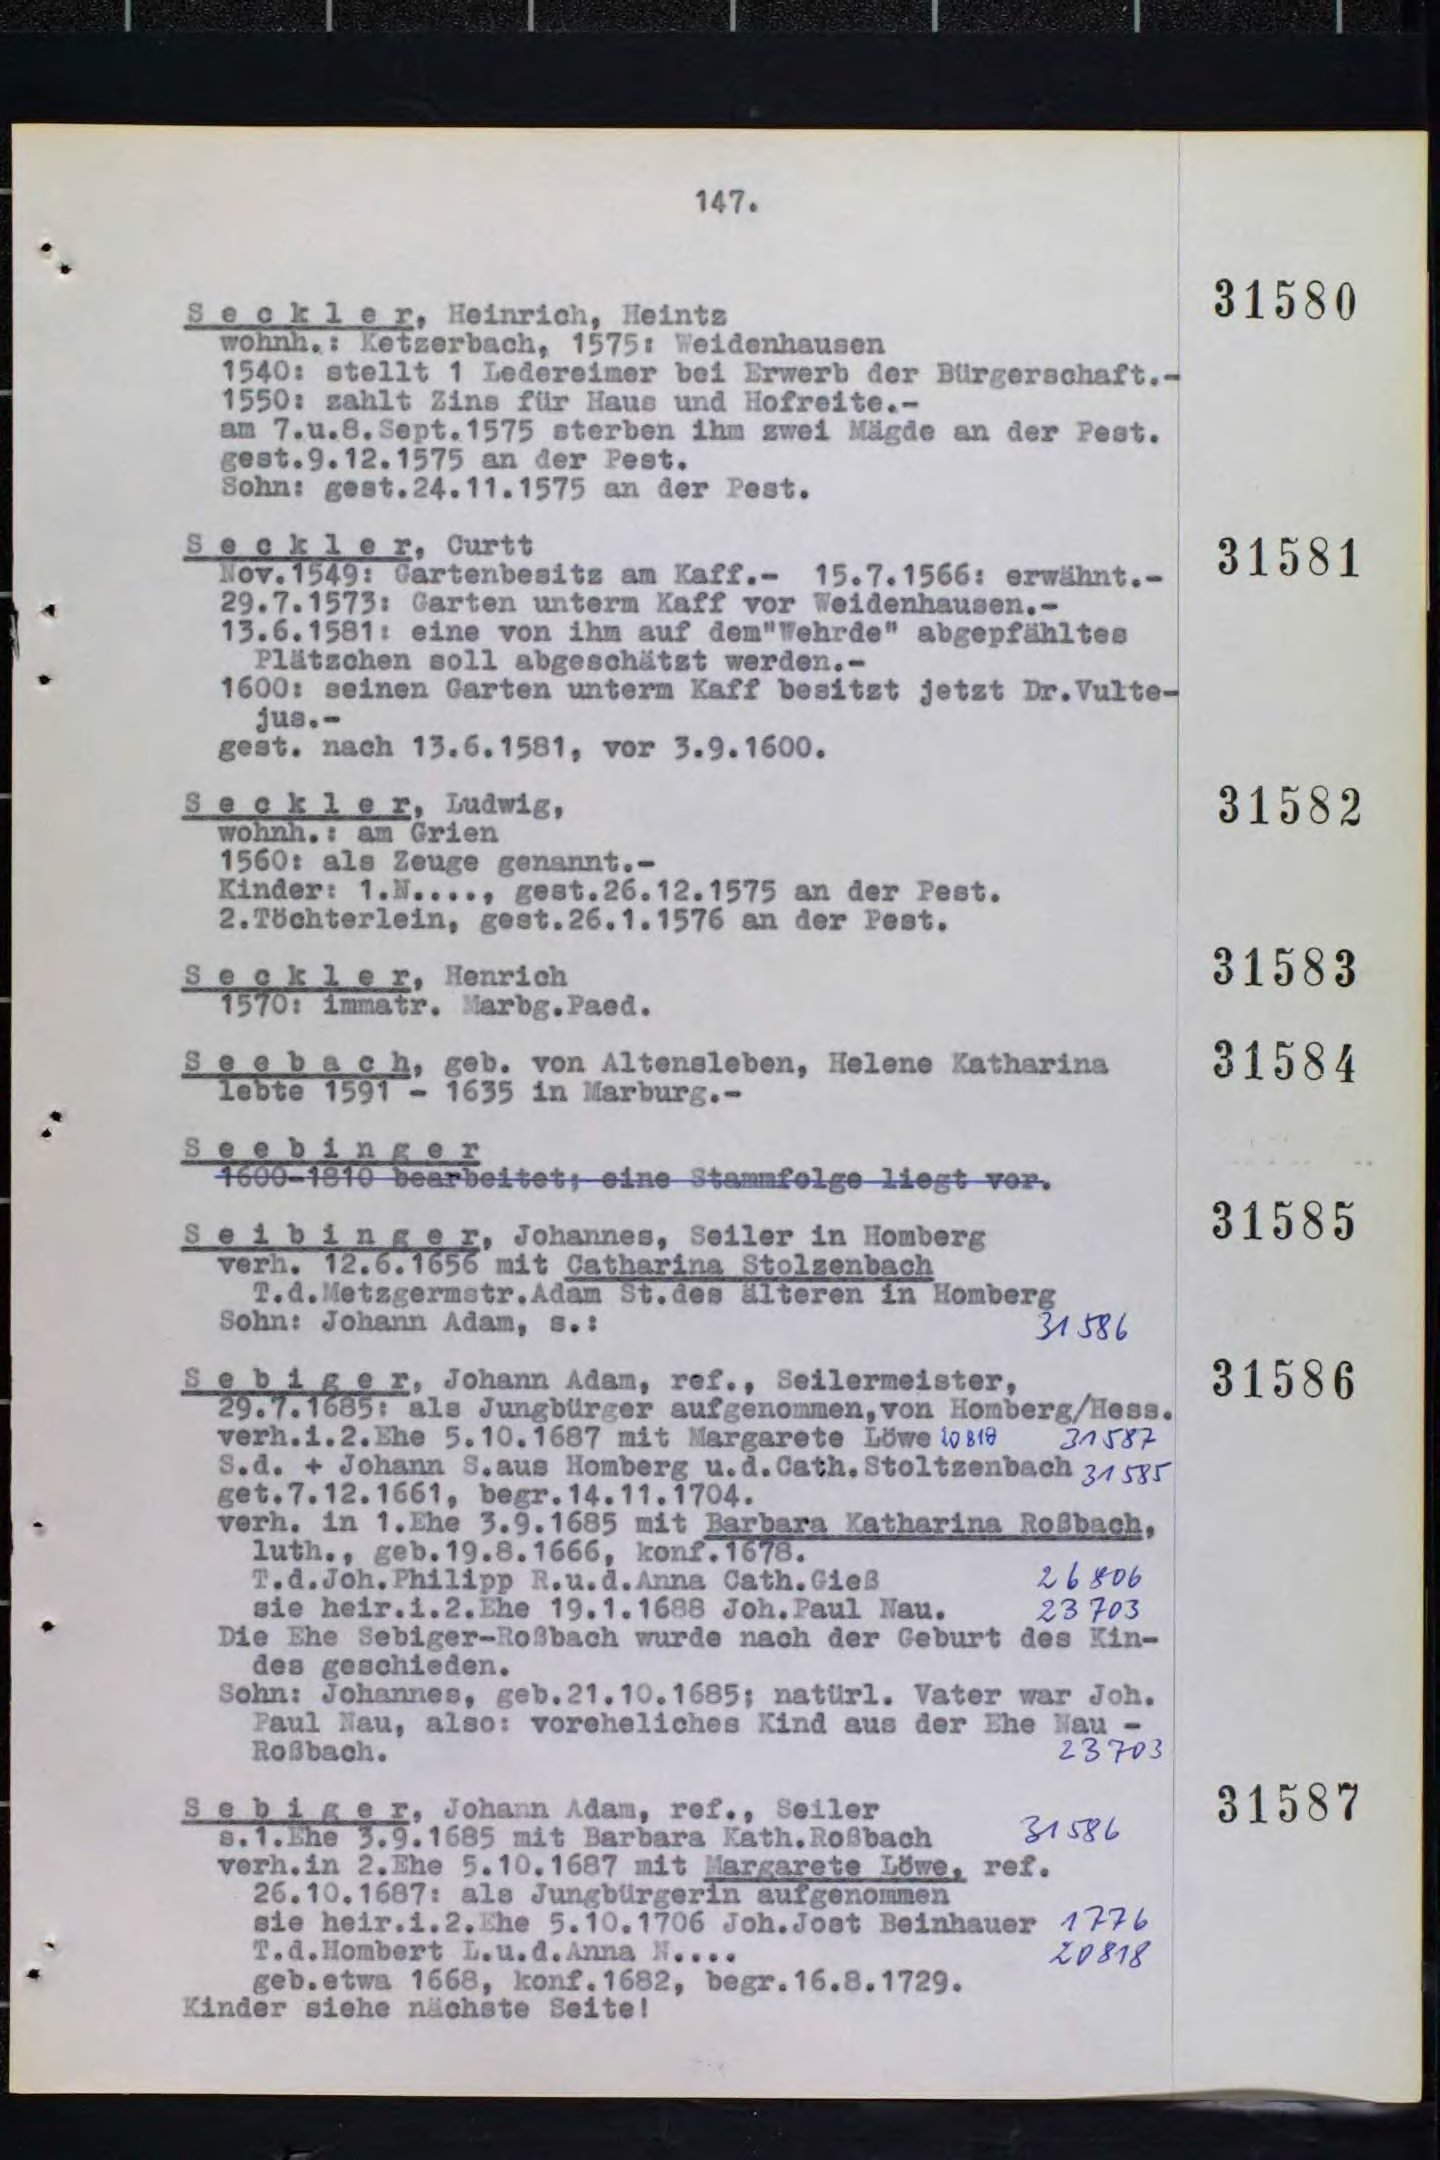 147.
S e c k l e r, Heinrich, Heintz 31580
wohnh.: Ketzerbach, 1575: Weidenhausen
1540: stellt 1 Ledereimer bei Erwerb der Bürgerschaft.-
1550: zahlt Zins für Haus und Hofreite.-
am 7.u.8.Sept.1575 sterben ihm zwei Mägde an der Pest.
gest.9.12.1575 an der Pest.
Sohn: gest.24.11.1575 an der Pest.
S e c k l e r, Curtt 31581
Nov.1549: Gartenbesitz am Kaff.- 15.7.1566: erwähnt.-
29.7.1573: Garten unterm Kaff vor Weidenhausen.-
13.6.1581: eine von ihm auf dem"Wehrde" abgepfähltes
Plätzchen soll abgeschätzt werden.-
1600: seinen Garten unterm Kaff besitzt jetzt Dr.Vulte-
jus.-
gest. nach 13.6.1581, vor 3.9.1600.
S e c k l e r, Ludwig, 31582
wohnh.: am Grien
1560: als Zeuge genannt.-
Kinder: 1.N....., gest.26.12.1575 an der Pest.
2.Töchterlein, gest.26.1.1576 an der Pest.
S e c k l e r, Henrich 31583
1570: immatr. Marbg.Paed.
S e e b a c h, geb. von Altensleben, Helene Katharina 31584
lebte 1591 - 1635 in Marburg.-
S e e b i n g e r
1600-1810 bearbeitet; eine Stammfolge liegt vor.
S e i b i n g e r, Johannes, Seiler in Homberg 31585
verh. 12.6.1656 mit Catharina Stolzenbach
T.d.Metzgermstr.Adam St.des älteren in Homberg
Sohn: Johann Adam, s.: 31586
S e b i g e r, Johann Adam, ref., Seilermeister, 31586
29.7.1685: als Jungbürger aufgenommen,von Homberg/Hess.
verh.i.2.Ehe 5.10.1687 mit Margarete Löwe 20818 31587
S.d. + Johann S.aus Homberg u.d.Cath.Stoltzenbach 31585
get.7.12.1661, begr.14.11.1704.
verh. in 1.Ehe 3.9.1685 mit Barbara Katharina Roßbach,
luth., geb.19.8.1666, konf.1678.
T.d.Joh.Philipp R.u.d.Anna Cath.Gieß 26806
sie heir.i.2.Ehe 19.1.1688 Joh.Paul Nau. 23703
Die Ehe Sebiger-Roßbach wurde nach der Geburt des Kin-
des geschieden.
Sohn: Johannes, geb.21.10.1685; natürl. Vater war Joh.
Paul Nau, also: voreheliches Kind aus der Ehe Nau -
Roßbach. 23703
S e b i g e r, Johann Adam, ref., Seiler 31587
s.1.Ehe 3.9.1685 mit Barbara Kath.Roßbach 31586
verh.in 2.Ehe 5.10.1687 mit Margarete Löwe, ref.
26.10.1687: als Jungbürgerin aufgenommen
sie heir.i.2.Ehe 5.10.1706 Joh.Jost Beinhauer 1776
T.d.Hombert L.u.d.Anna N.... 20818
geb.etwa 1668, konf.1682, begr.16.8.1729.
Kinder siehe nächste Seite!